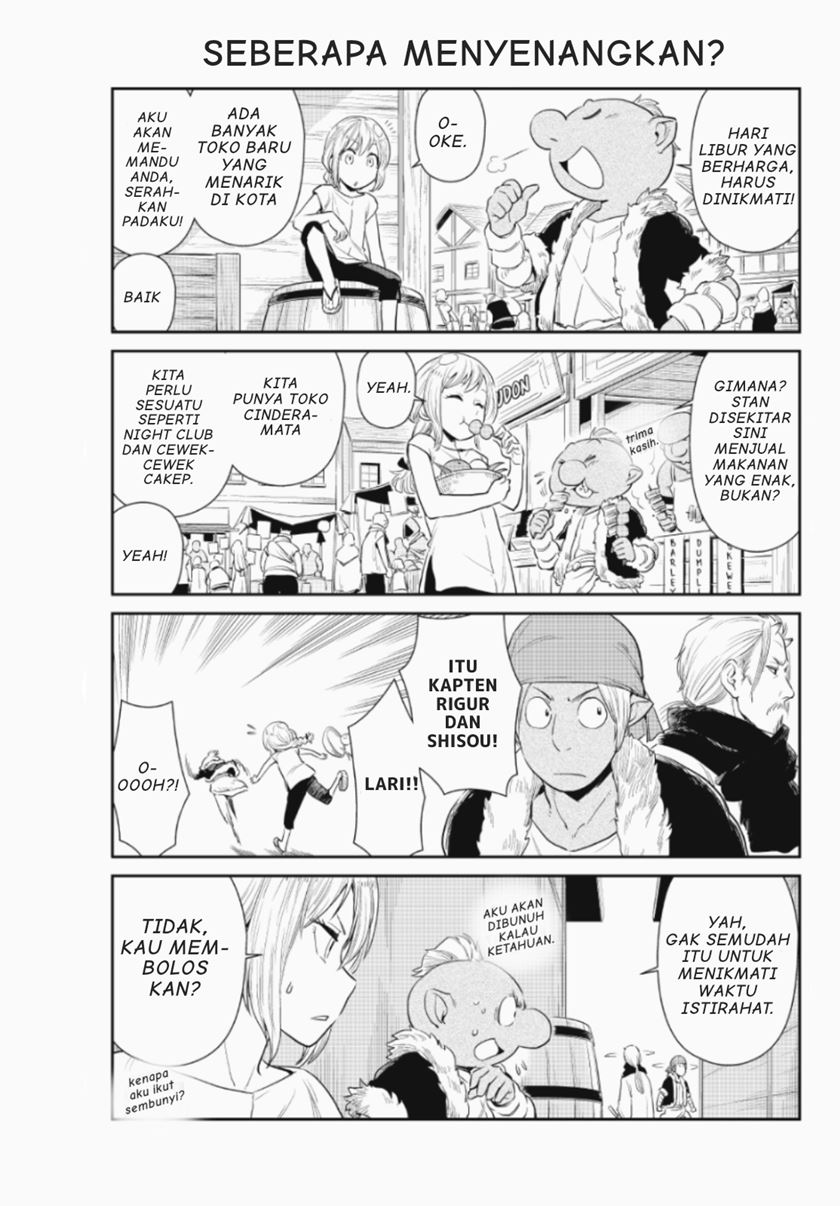 SEBERAPA MENYENANGKAN?
HARI
LIBUR YANG
BERHARGA,
HARUS
DINIKMATI!
O-
OKE.
ADA
BANYAK
TOKO BARU
YANG
MENARIK
DI KOTA
AKU
AKAN
ME-
MANDU
ANDA,
SERAH-
KAN
PADAKU!
BAIK
GIMANA?
STAN
DISEKITAR
SINI
MENJUAL
MAKANAN
YANG ENAK,
BUKAN?
trima
kasih.
UDON
BARLEY
DUMPLI
KEWE
YEAH.
KITA
PUNYA TOKO
CINDERA-
MATA
KITA
PERLU
SESUATU
SEPERTI
NIGHT CLUB
DAN CEWEK-
CEWEK
CAKEP.
YEAH!
ITU
KAPTEN
RIGUR
DAN
SHISOU!
LARI!!
O-
OOOH?!
YAH,
GAK SEMUDAH
ITU UNTUK
MENIKMATI
WAKTU
ISTIRAHAT.
AKU AKAN
DIBUNUH
KALAU
KETAHUAN.
TIDAK,
KAU MEM-
BOLOS
KAN?
kenapa
aku ikut
sembunyi?